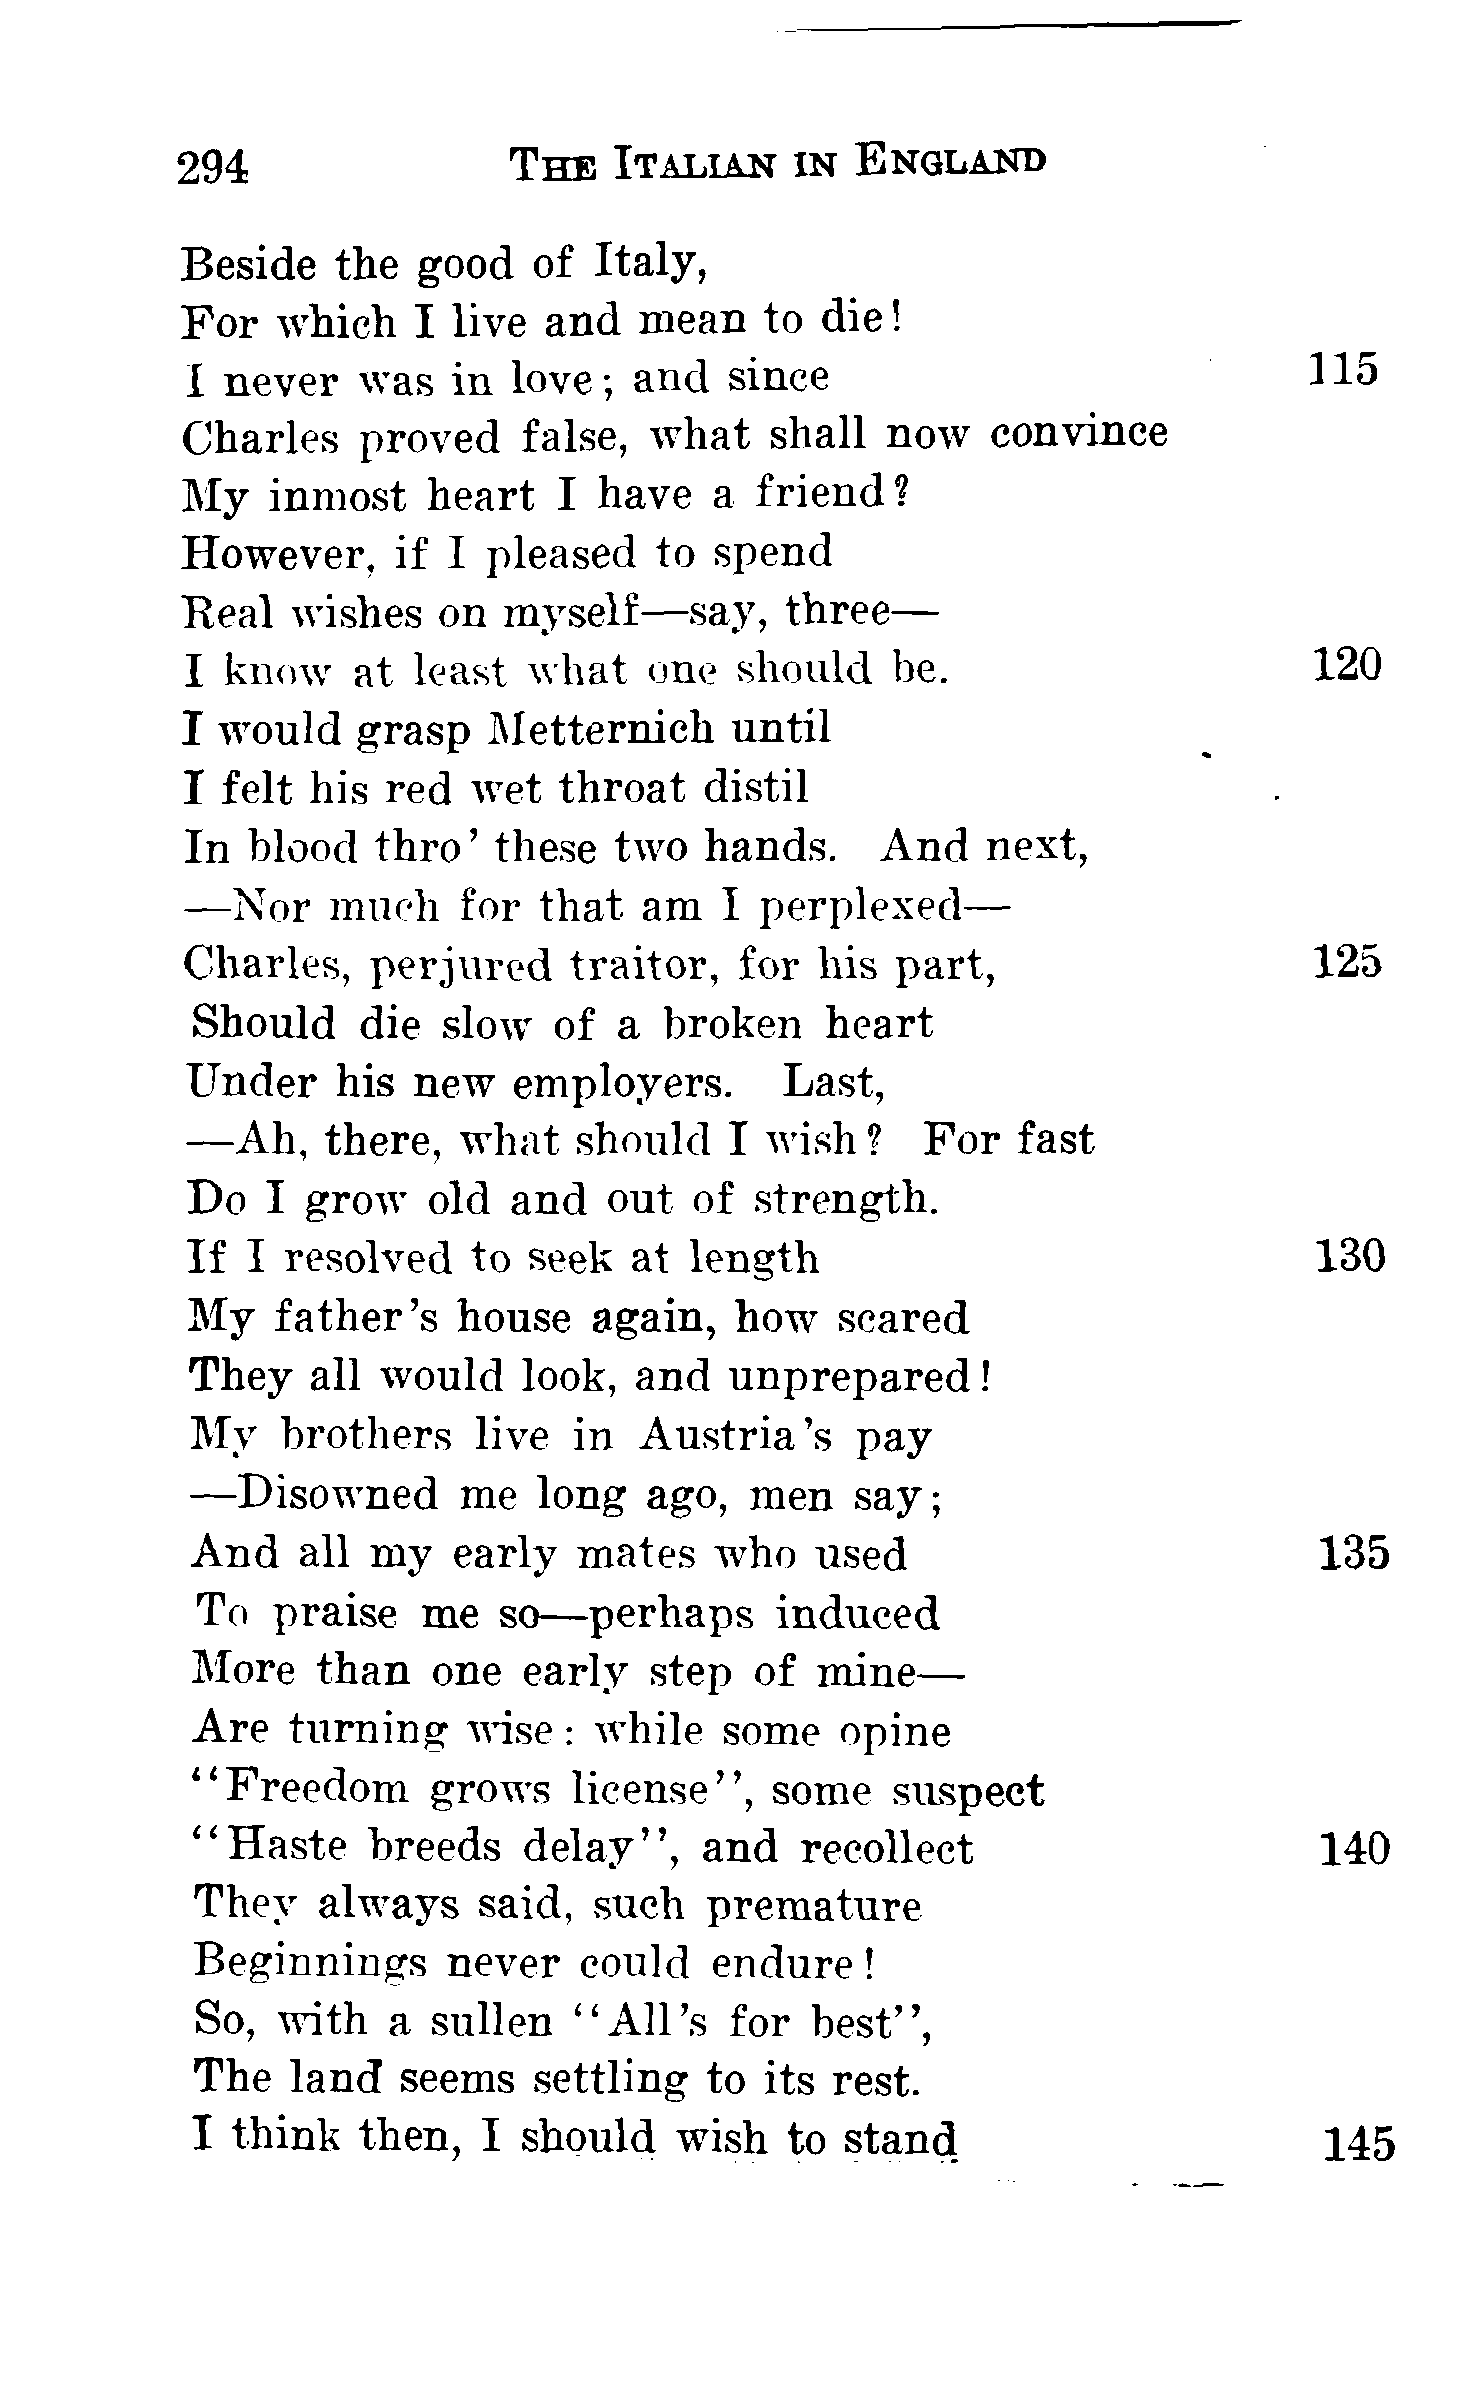 294 The Italian in England
Beside the good of Italy,
For which I live and mean to die!
I never was in love; and since 115
Charles proved false, what shall now convince
My inmost heart I have a friend?
However, if I pleased to spend
Real wishes on myself—say, three—
I know at least what one should be. 120
I would grasp Metternich until
I felt his red wet throat distil
In blood thro' these two hands. And next,
—Nor much for that am I perplexed—
Charles, perjured traitor, for his part, 125
Should die slow of a broken heart
Under his new employers. Last,
—Ah, there, what should I wish? For fast
Do I grow old and out of strength.
If I resolved to seek at length 130
My father's house again, how scared
They all would look, and unprepared!
My brothers live in Austria's pay
—Disowned me long ago, men say;
And all my early mates who used 135
To praise me so—perhaps induced
More than one early step of mine—
Are turning wise: while some opine
"Freedom grows license", some suspect
"Haste breeds delay", and recollect 140
They always said, such premature
Beginnings never could endure!
So, with a sullen "All's for best",
The land seems settling to its rest.
I think then, I should wish to stand 145